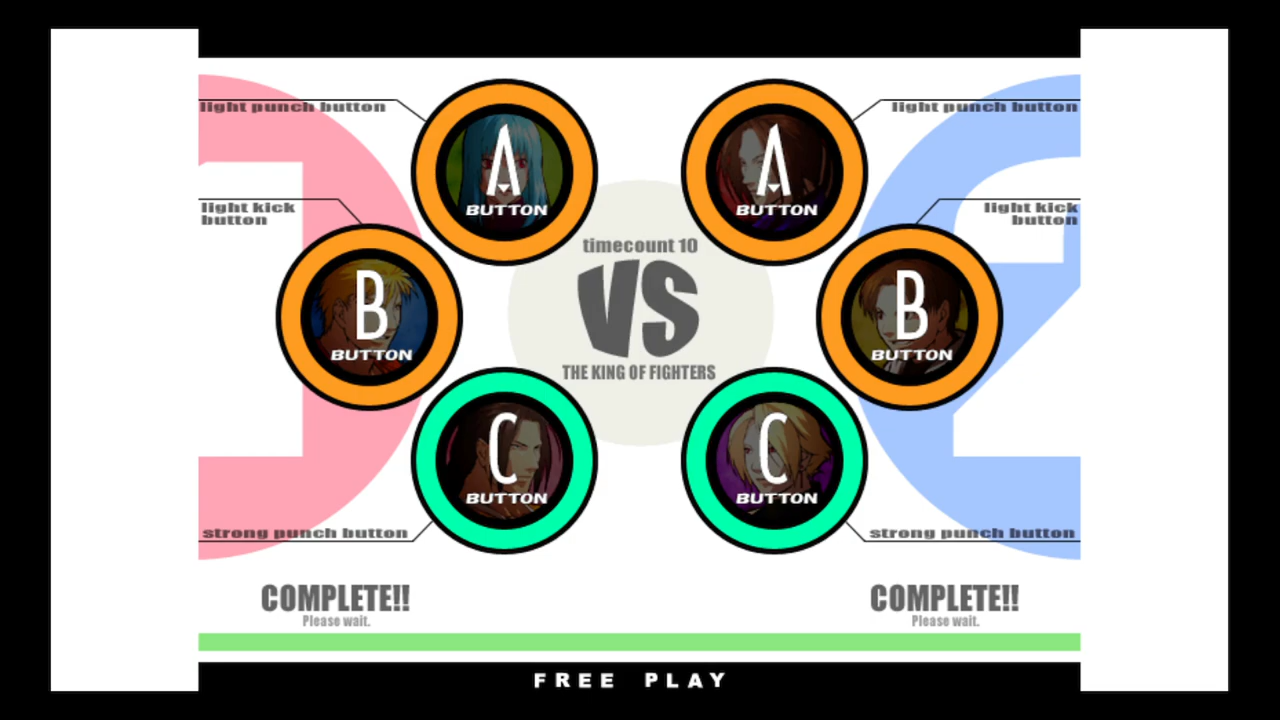 light punch button
A
BUTTON
A
BUTTON
light punch button
light kick
button
B
BUTTON
timecount 10
VS
THE KING OF FIGHTERS
light kick
button
B
BUTTON
C
BUTTON
C
BUTTON
strong punch button
strong punch button
1
2
COMPLETE!!
Please wait.
COMPLETE!!
Please wait.
FREE PLAY